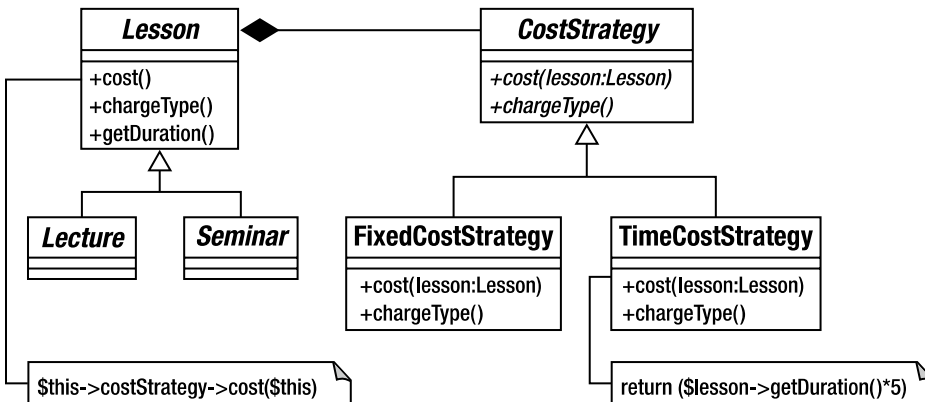 Lesson
+cost()
+chargeType()
+getDuration()
CostStrategy
+cost(lesson:Lesson)
+chargeType()
Lecture
Seminar
FixedCostStrategy
+cost(lesson:Lesson)
+chargeType()
TimeCostStrategy
+cost(lesson:Lesson)
+chargeType()
$this->costStrategy->cost($this)
return ($lesson->getDuration()*5)